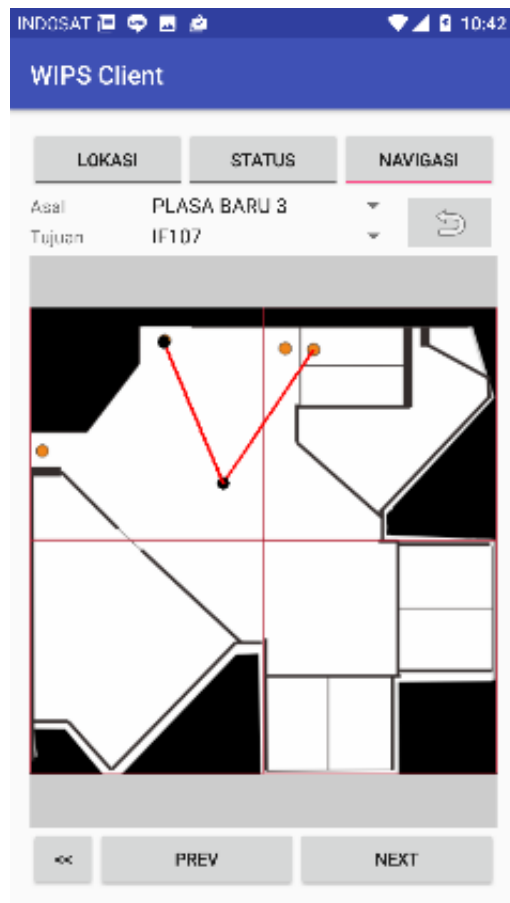 INDOSAT 10:42
WIPS Client
LOKASI STATUS NAVIGASI
Asal PLASA BARU 3
Tujuan IF107
<< PREV NEXT